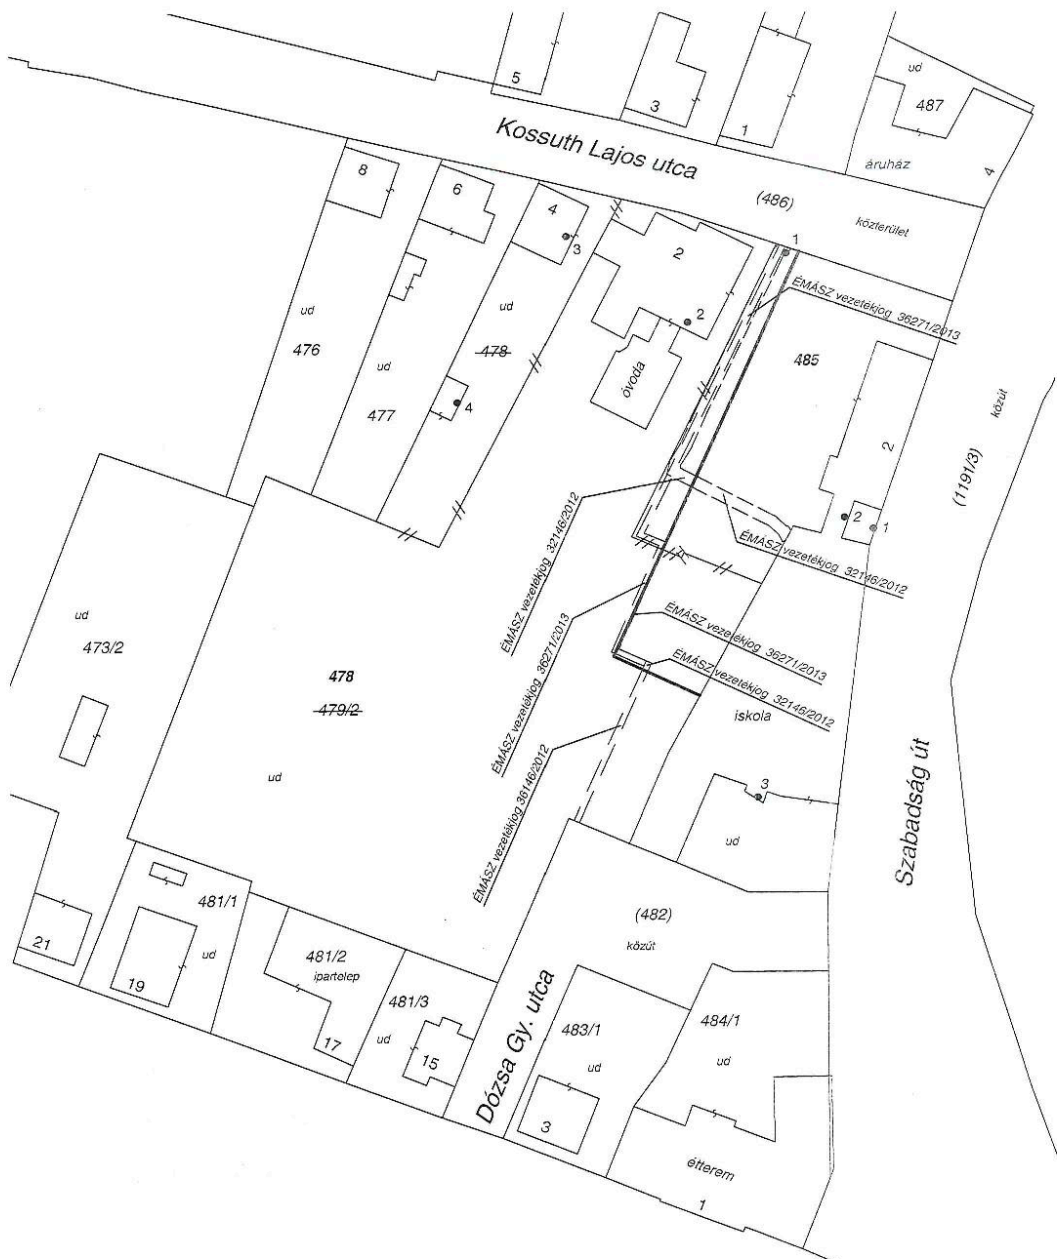 5
3
1
ud
487
áruház
4
Kossuth Lajos utca
(486)
közterület
8
6
4
3
2
1
2
ÉMÁSZ vezetékjog 36271/2013
ud
476
ud
477
ud
478
4
óvoda
485
2
közút
(1191/3)
2
1
ÉMÁSZ vezetékjog 32146/2012
ÉMÁSZ vezetékjog 32146/2012
ud
473/2
478
479/2
ud
ÉMÁSZ vezetékjog 36271/2013
ÉMÁSZ vezetékjog 36271/2013
ÉMÁSZ vezetékjog 32146/2012
iskola
ÉMÁSZ vezetékjog 36146/2012
3
ud
Szabadság út
481/1
ud
21
19
481/2
ipartelep
17
481/3
ud
15
(482)
közút
Dózsa Gy. utca
483/1
ud
3
484/1
ud
étterem
1